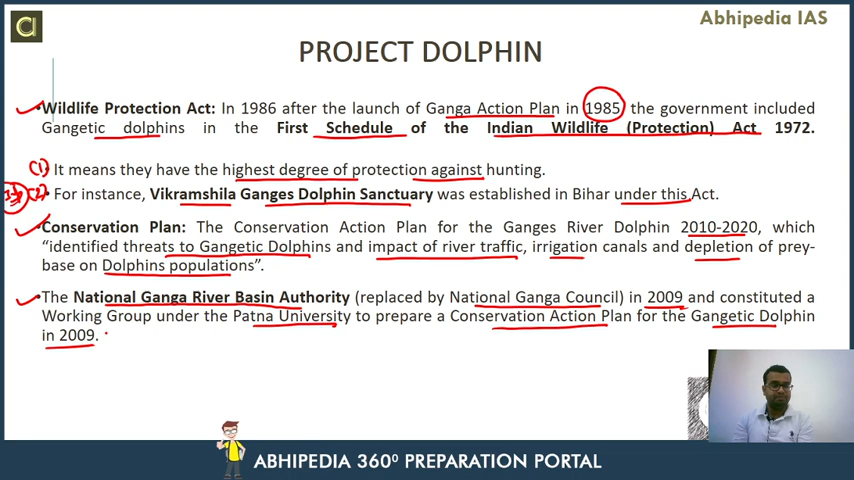 Abhipedia IAS
a
PROJECT DOLPHIN
•Wildlife Protection Act: In 1986 after the launch of Ganga Action Plan in 1985, the government included
Gangetic dolphins in the First Schedule of the Indian Wildlife (Protection) Act 1972.
(1) • It means they have the highest degree of protection against hunting.
(2) • For instance, Vikramshila Ganges Dolphin Sanctuary was established in Bihar under this Act.
•Conservation Plan: The Conservation Action Plan for the Ganges River Dolphin 2010-2020, which
“identified threats to Gangetic Dolphins and impact of river traffic, irrigation canals and depletion of prey-
base on Dolphins populations”.
•The National Ganga River Basin Authority (replaced by National Ganga Council) in 2009 and constituted a
Working Group under the Patna University to prepare a Conservation Action Plan for the Gangetic Dolphin
in 2009.
ABHIPEDIA 360⁰ PREPARATION PORTAL